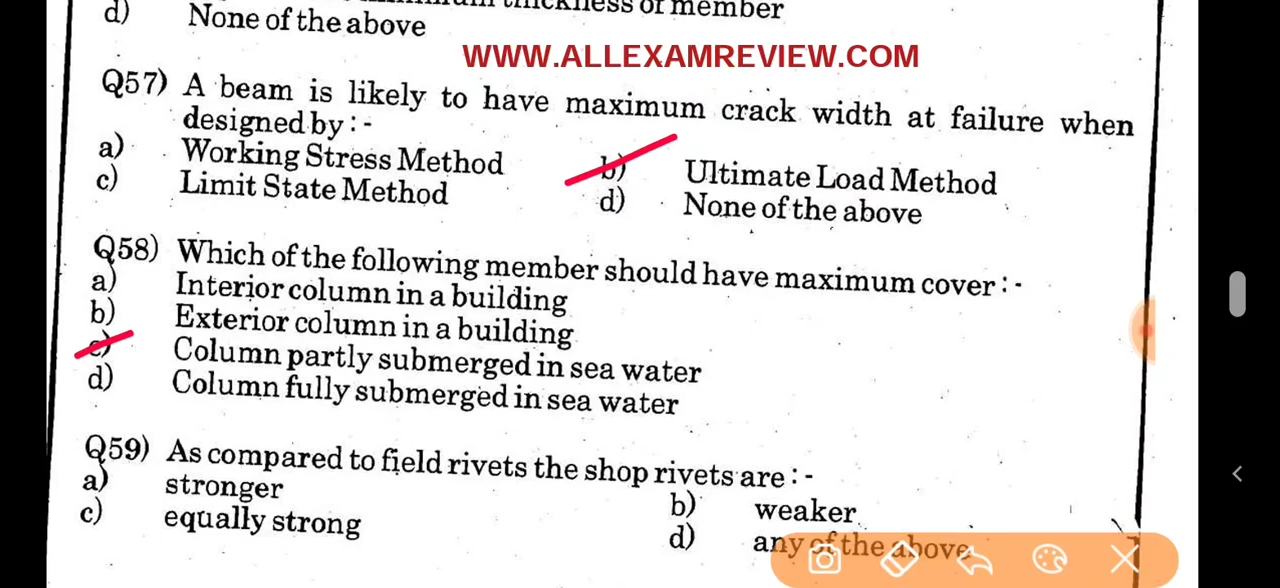 d) None of the above
WWW.ALLEXAMREVIEW.COM
Q57) A beam is likely to have maximum crack width at failure when
designed by : -
a) Working Stress Method b) Ultimate Load Method
c) Limit State Method d) None of the above
Q58) Which of the following member should have maximum cover : -
a) Interior column in a building
b) Exterior column in a building
c) Column partly submerged in sea water
d) Column fully submerged in sea water
Q59) As compared to field rivets the shop rivets are : -
a) stronger b) weaker
c) equally strong d) any of the above